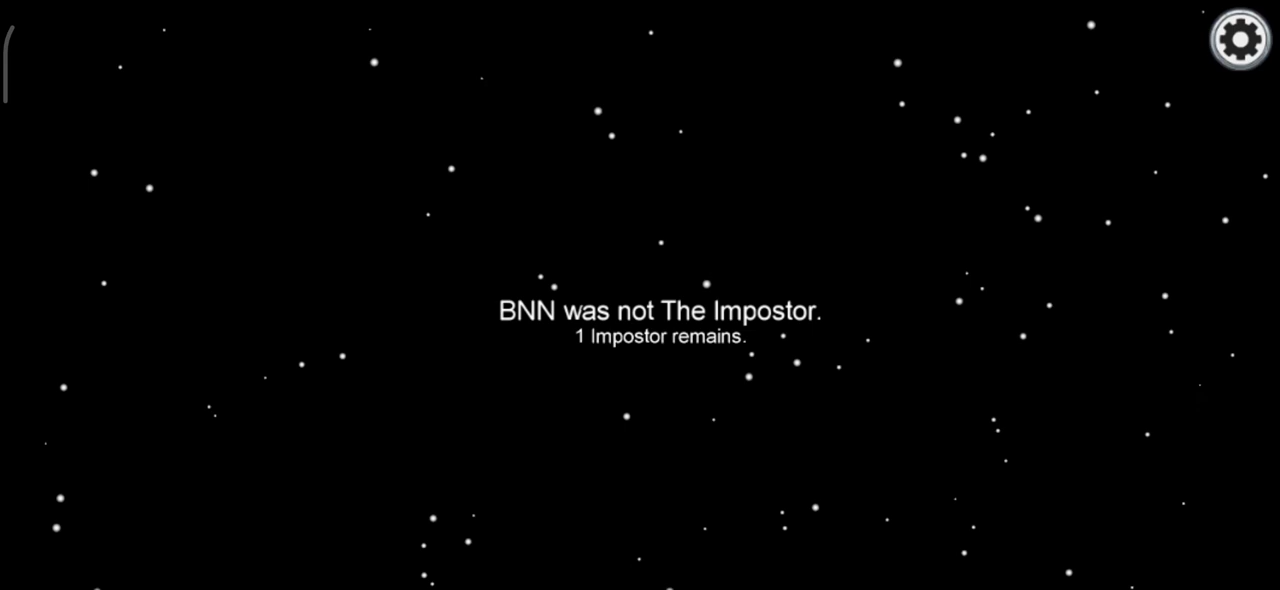 BNN was not The Impostor.
1 Impostor remains.